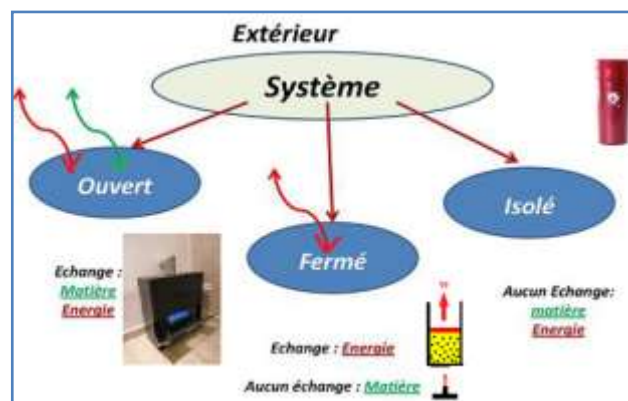 Extérieur
Système
Ouvert
Isolé
Fermé
Echange :
Matière
Energie
Aucun Echange:
matière
Energie
Echange : Energie
Aucun échange : Matière